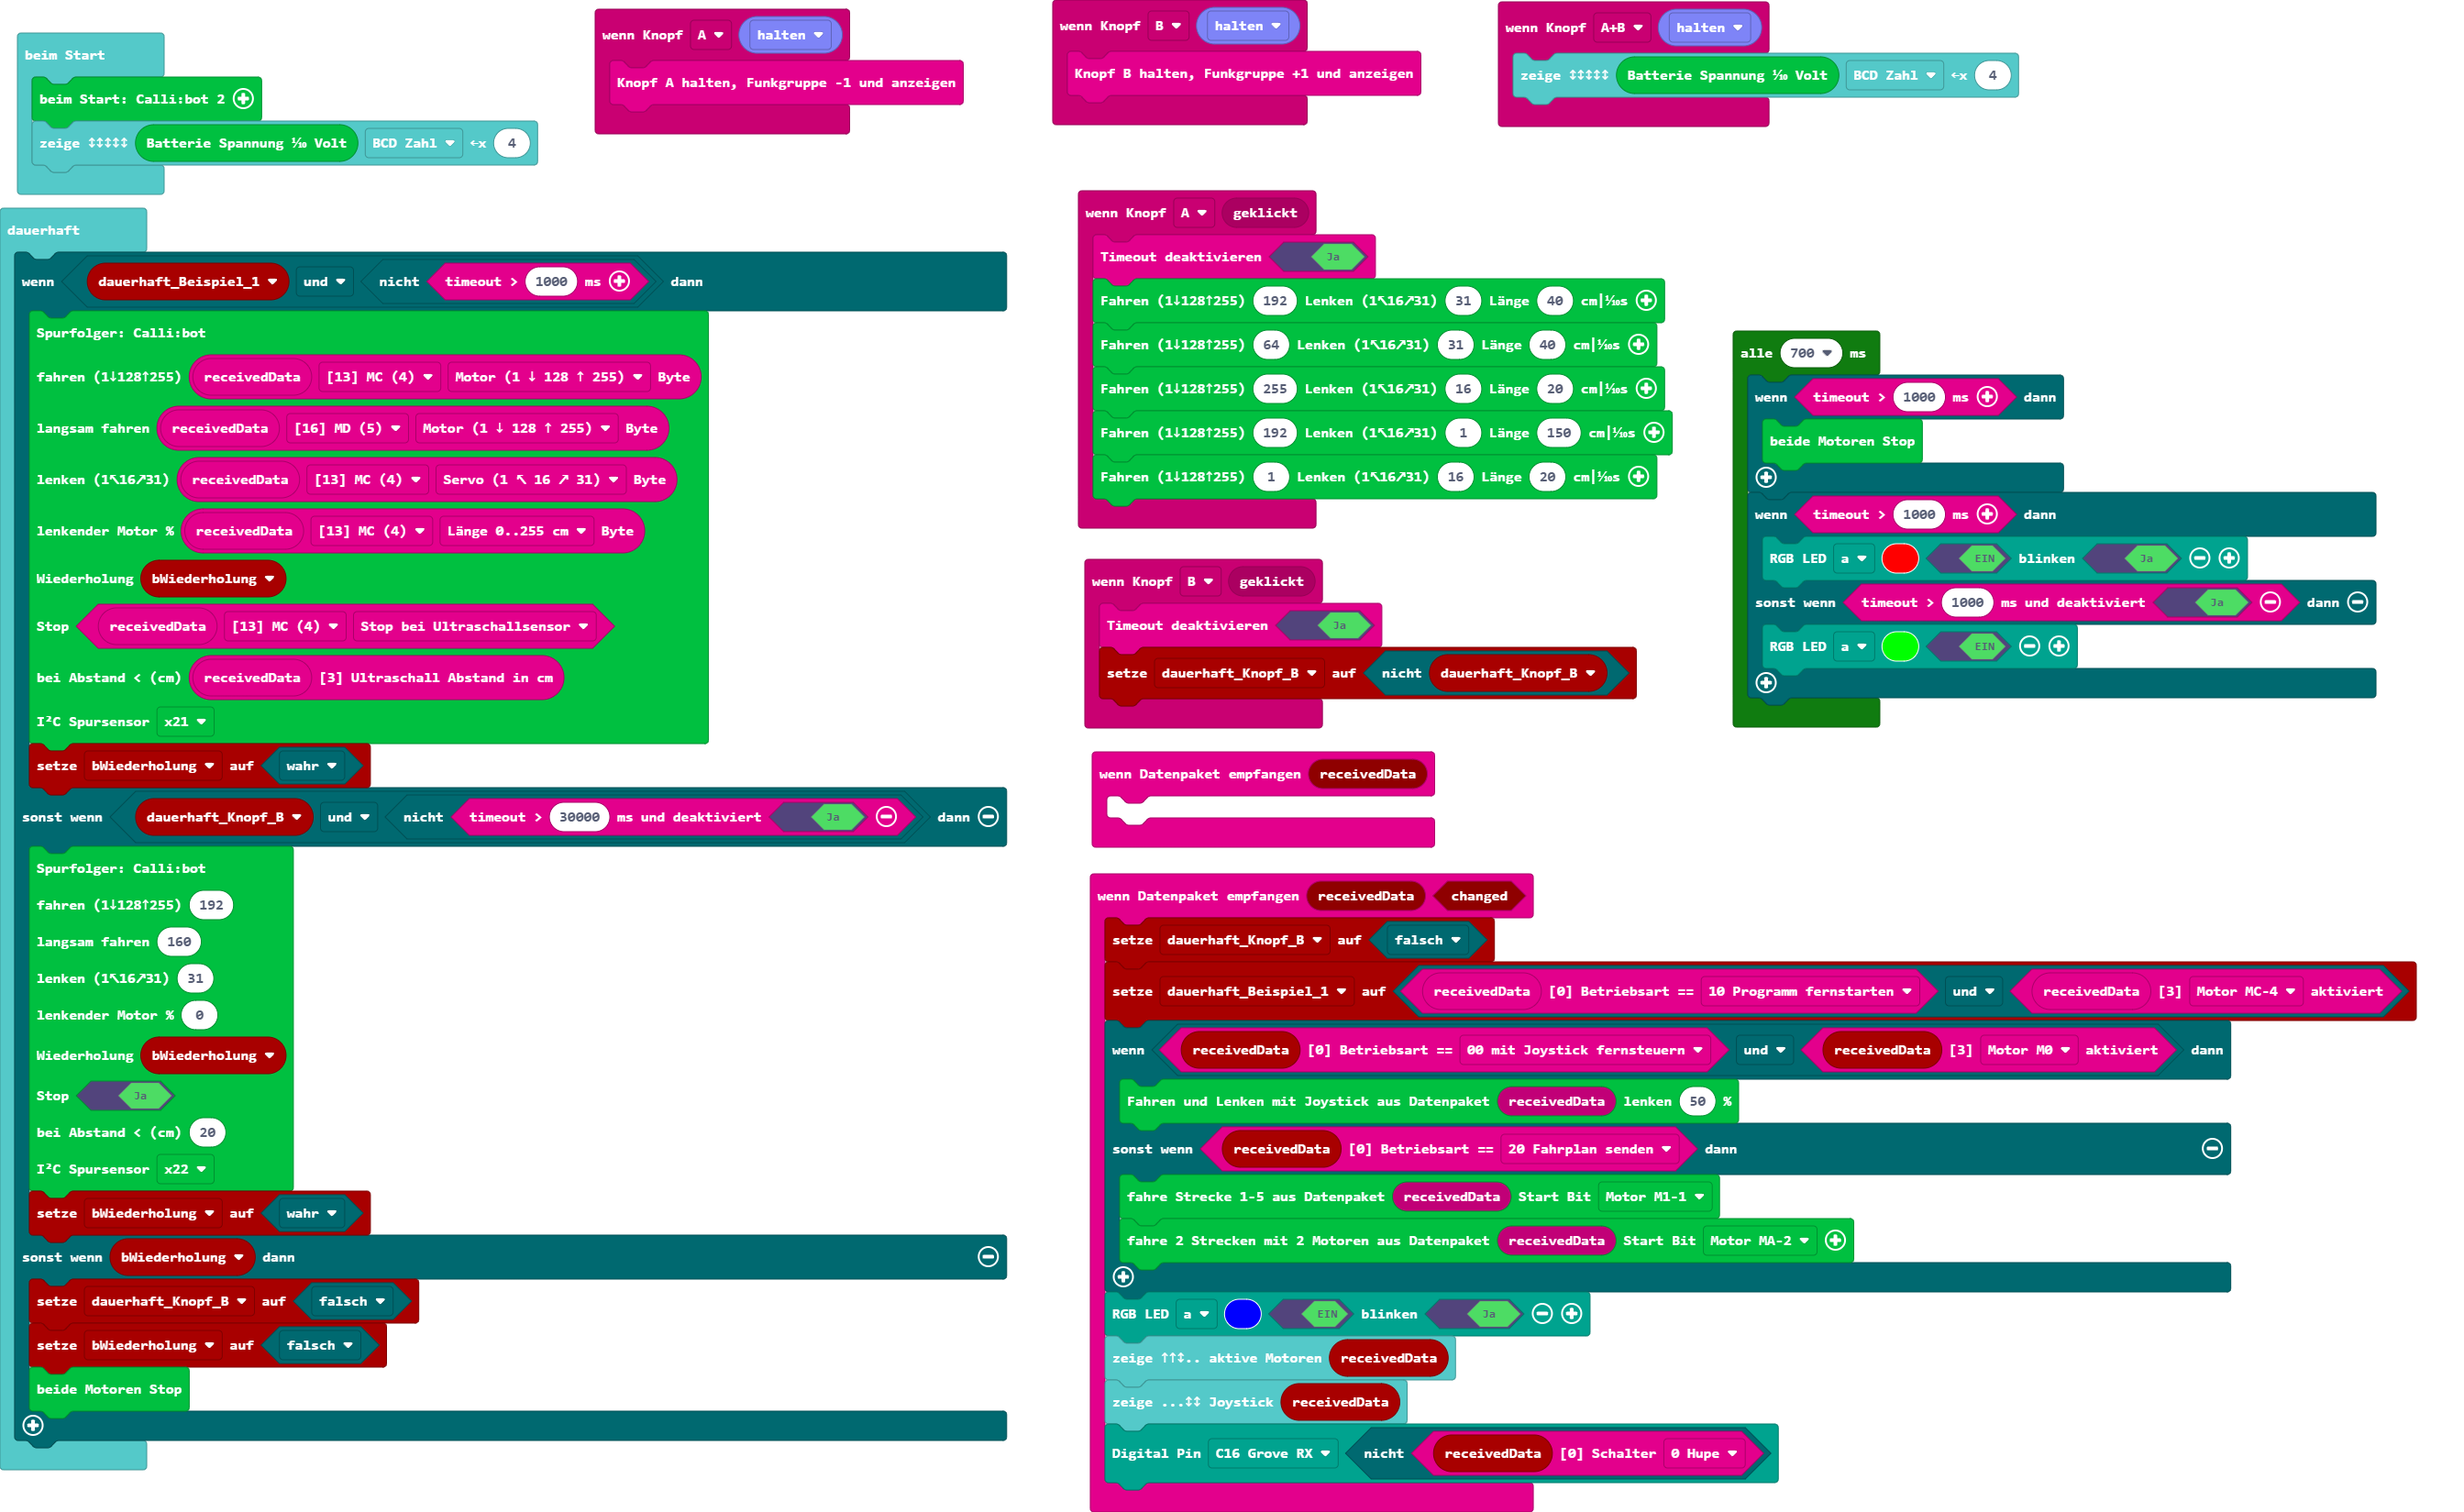 beim Start
beim Start: Calli:bot 2
zeige ↕↕↕↕↕ Batterie Spannung ⅒ Volt BCD Zahl ←x 4
wenn Knopf A halten
Knopf A halten, Funkgruppe -1 und anzeigen
wenn Knopf B halten
Knopf B halten, Funkgruppe +1 und anzeigen
wenn Knopf A+B halten
zeige ↕↕↕↕↕ Batterie Spannung ⅒ Volt BCD Zahl ←x 4
dauerhaft
wenn dauerhaft_Beispiel_1 und nicht timeout > 1000 ms dann
Spurfolger: Calli:bot
fahren (1↓128↑255) receivedData [13] MC (4) Motor (1 ↓ 128 ↑ 255) Byte
langsam fahren receivedData [16] MD (5) Motor (1 ↓ 128 ↑ 255) Byte
lenken (1↖16↗31) receivedData [13] MC (4) Servo (1 ↖ 16 ↗ 31) Byte
lenkender Motor % receivedData [13] MC (4) Länge 0..255 cm Byte
Wiederholung bWiederholung
Stop receivedData [13] MC (4) Stop bei Ultraschallsensor
bei Abstand < (cm) receivedData [3] Ultraschall Abstand in cm
I²C Spursensor x21
setze bWiederholung auf wahr
sonst wenn dauerhaft_Knopf_B und nicht timeout > 30000 ms und deaktiviert Ja dann
Spurfolger: Calli:bot
fahren (1↓128↑255) 192
langsam fahren 160
lenken (1↖16↗31) 31
lenkender Motor % 0
Wiederholung bWiederholung
Stop Ja
bei Abstand < (cm) 20
I²C Spursensor x22
setze bWiederholung auf wahr
sonst wenn bWiederholung dann
setze dauerhaft_Knopf_B auf falsch
setze bWiederholung auf falsch
beide Motoren Stop
wenn Knopf A geklickt
Timeout deaktivieren Ja
Fahren (1↓128↑255) 192 Lenken (1↖16↗31) 31 Länge 40 cm|⅒s
Fahren (1↓128↑255) 64 Lenken (1↖16↗31) 31 Länge 40 cm|⅒s
Fahren (1↓128↑255) 255 Lenken (1↖16↗31) 16 Länge 20 cm|⅒s
Fahren (1↓128↑255) 192 Lenken (1↖16↗31) 1 Länge 150 cm|⅒s
Fahren (1↓128↑255) 1 Lenken (1↖16↗31) 16 Länge 20 cm|⅒s
wenn Knopf B geklickt
Timeout deaktivieren Ja
setze dauerhaft_Knopf_B auf nicht dauerhaft_Knopf_B
alle 700 ms
wenn timeout > 1000 ms dann
beide Motoren Stop
wenn timeout > 1000 ms dann
RGB LED a EIN blinken Ja
sonst wenn timeout > 1000 ms und deaktiviert Ja dann
RGB LED a EIN
wenn Datenpaket empfangen receivedData
wenn Datenpaket empfangen receivedData changed
setze dauerhaft_Knopf_B auf falsch
setze dauerhaft_Beispiel_1 auf receivedData [0] Betriebsart == 10 Programm fernstarten und receivedData [3] Motor MC-4 aktiviert
wenn receivedData [0] Betriebsart == 00 mit Joystick fernsteuern und receivedData [3] Motor M0 aktiviert dann
Fahren und Lenken mit Joystick aus Datenpaket receivedData lenken 50 %
sonst wenn receivedData [0] Betriebsart == 20 Fahrplan senden dann
fahre Strecke 1-5 aus Datenpaket receivedData Start Bit Motor M1-1
fahre 2 Strecken mit 2 Motoren aus Datenpaket receivedData Start Bit Motor MA-2
RGB LED a EIN blinken Ja
zeige ↑↑↕.. aktive Motoren receivedData
zeige ...↕↕ Joystick receivedData
Digital Pin C16 Grove RX nicht receivedData [0] Schalter 0 Hupe